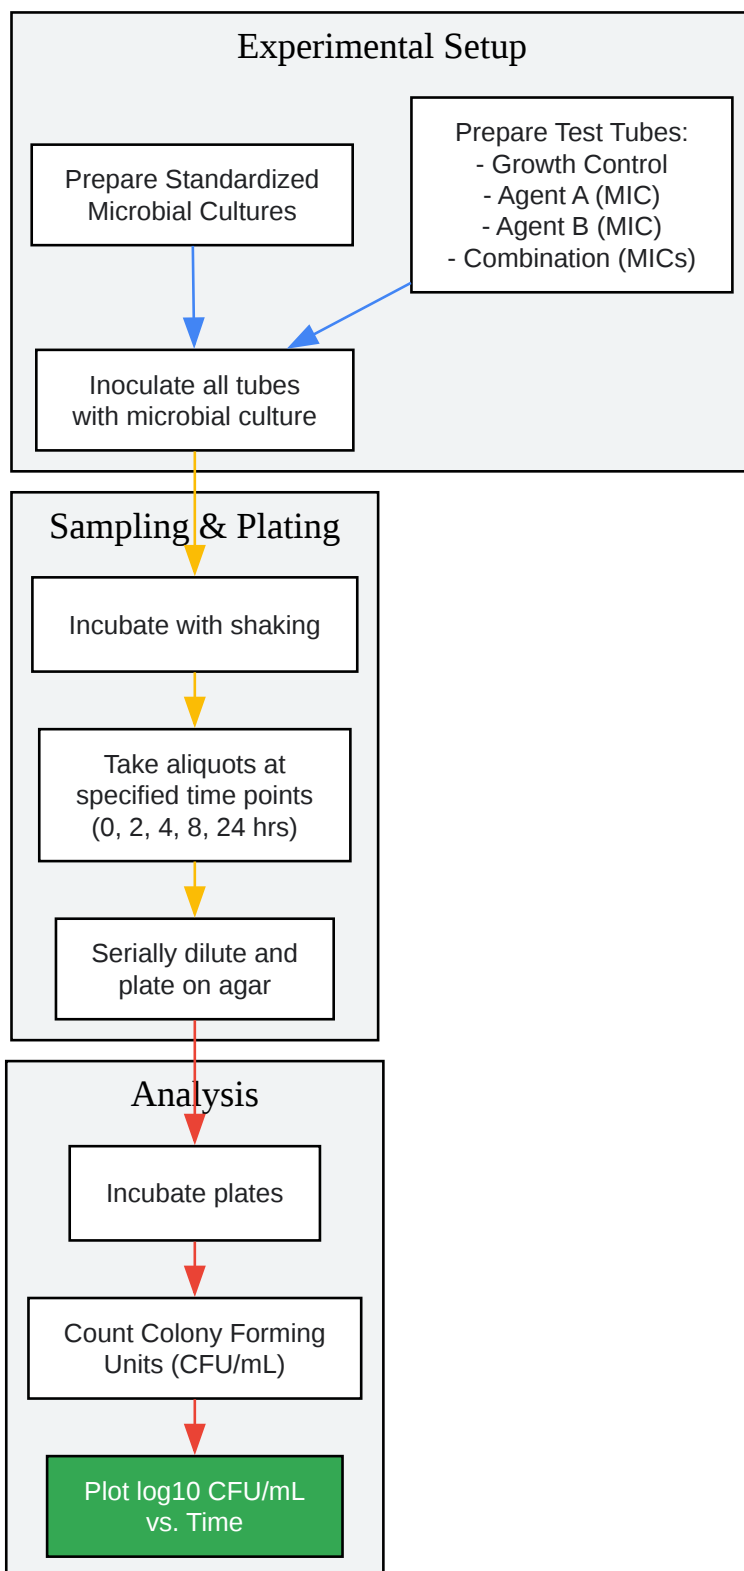 Experimental Setup
Prepare Standardized
Microbial Cultures
Prepare Test Tubes:
- Growth Control
- Agent A (MIC)
- Agent B (MIC)
- Combination (MICs)
Inoculate all tubes
with microbial culture
Sampling & Plating
Incubate with shaking
Take aliquots at
specified time points
(0, 2, 4, 8, 24 hrs)
Serially dilute and
plate on agar
Analysis
Incubate plates
Count Colony Forming
Units (CFU/mL)
Plot log10 CFU/mL
vs. Time